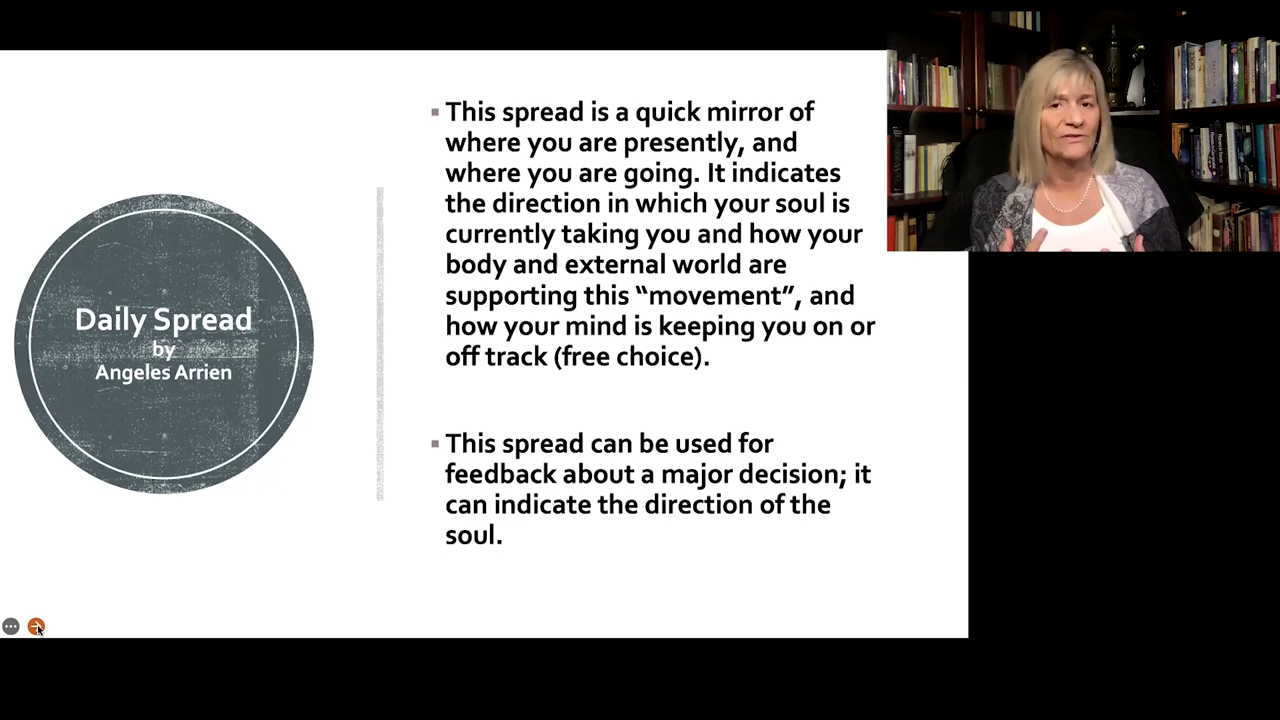 Daily Spread
by
Angeles Arrien
▪ This spread is a quick mirror of
where you are presently, and
where you are going. It indicates
the direction in which your soul is
currently taking you and how your
body and external world are
supporting this “movement”, and
how your mind is keeping you on or
off track (free choice).
▪ This spread can be used for
feedback about a major decision; it
can indicate the direction of the
soul.